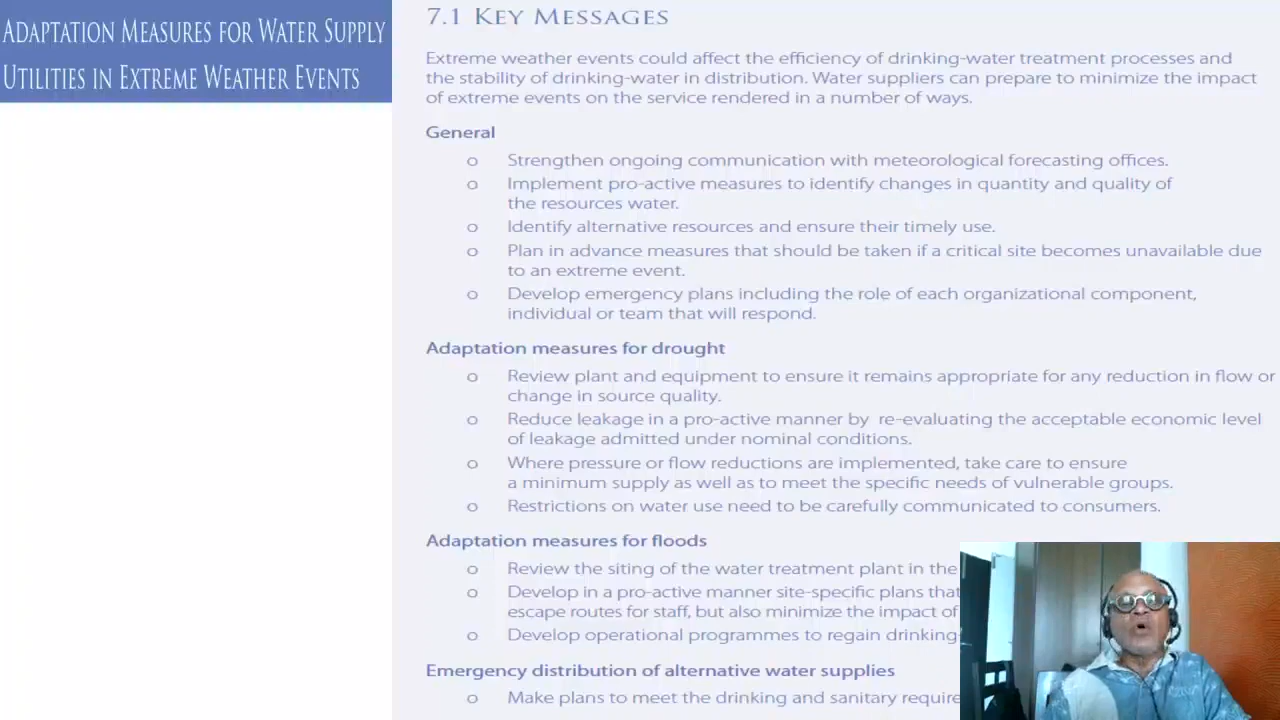 ADAPTATION MEASURES FOR WATER SUPPLY
UTILITIES IN EXTREME WEATHER EVENTS
7.1 KEY MESSAGES
Extreme weather events could affect the efficiency of drinking-water treatment processes and
the stability of drinking-water in distribution. Water suppliers can prepare to minimize the impact
of extreme events on the service rendered in a number of ways.
General
o Strengthen ongoing communication with meteorological forecasting offices.
o Implement pro-active measures to identify changes in quantity and quality of
the resources water.
o Identify alternative resources and ensure their timely use.
o Plan in advance measures that should be taken if a critical site becomes unavailable due
to an extreme event.
o Develop emergency plans including the role of each organizational component,
individual or team that will respond.
Adaptation measures for drought
o Review plant and equipment to ensure it remains appropriate for any reduction in flow or
change in source quality.
o Reduce leakage in a pro-active manner by re-evaluating the acceptable economic level
of leakage admitted under nominal conditions.
o Where pressure or flow reductions are implemented, take care to ensure
a minimum supply as well as to meet the specific needs of vulnerable groups.
o Restrictions on water use need to be carefully communicated to consumers.
Adaptation measures for floods
o Review the siting of the water treatment plant in the
o Develop in a pro-active manner site-specific plans that
escape routes for staff, but also minimize the impact of
o Develop operational programmes to regain drinking-
Emergency distribution of alternative water supplies
o Make plans to meet the drinking and sanitary require